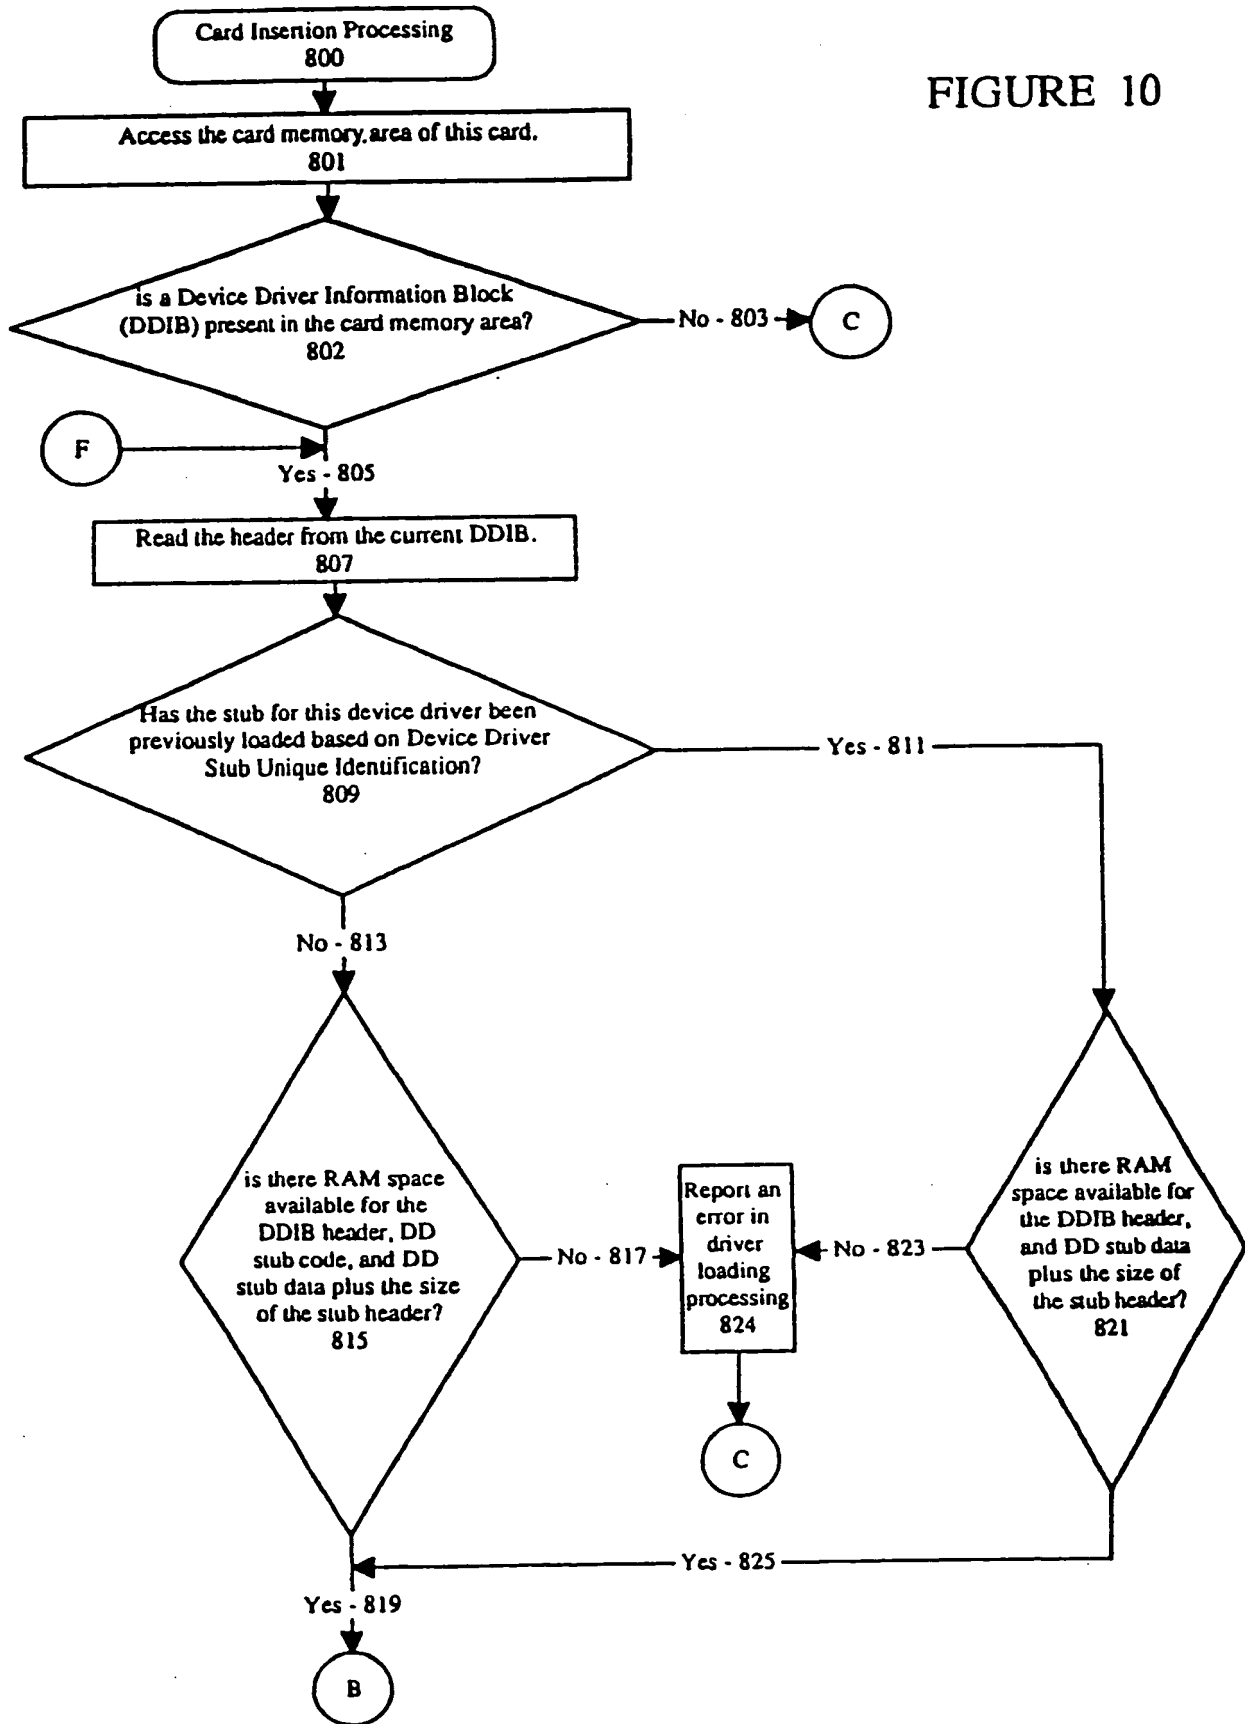 Card Insertion Processing
800
FIGURE 10
Access the card memory area of this card.
801
is a Device Driver Information Block
(DDIB) present in the card memory area?
802
No - 803
C
F
Yes - 805
Read the header from the current DDIB.
807
Has the stub for this device driver been
previously loaded based on Device Driver
Stub Unique Identification?
809
Yes - 811
No - 813
is there RAM space
available for the
DDIB header, DD
stub code, and DD
stub data plus the size
of the stub header?
815
No - 817
Report an
error in
driver
loading
processing
824
No - 823
is there RAM
space available for
the DDIB header,
and DD stub data
plus the size of
the stub header?
821
C
Yes - 825
Yes - 819
B